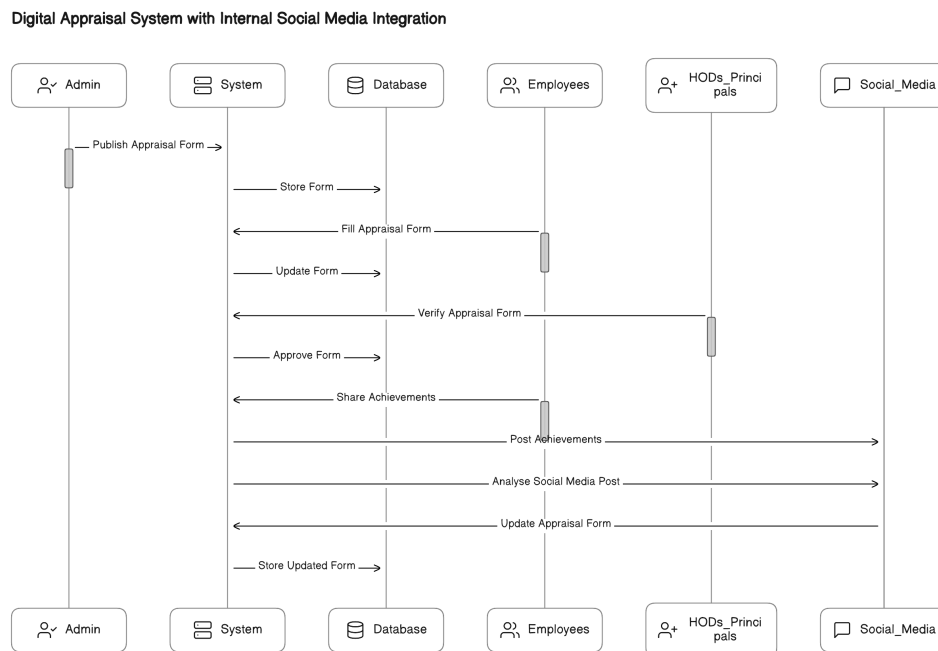 Digital Appraisal System with Internal Social Media Integration
Admin
System
Database
Employees
HODs_Princi
pals
Social_Media
Publish Appraisal Form
Store Form
Fill Appraisal Form
Update Form
Verify Appraisal Form
Approve Form
Share Achievements
Post Achievements
Analyse Social Media Post
Update Appraisal Form
Store Updated Form
Admin
System
Database
Employees
HODs_Princi
pals
Social_Media